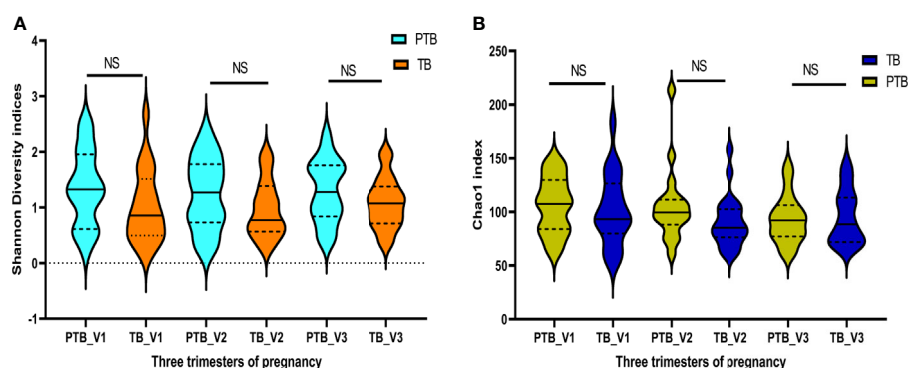 A
Shannon Diversity indices
4
3
2
1
0
-1
NS
NS
NS
PTB
TB
PTB_V1 TB_V1 PTB_V2 TB_V2 PTB_V3 TB_V3
Three trimesters of pregnancy
B
Chao1 index
250
200
150
100
50
0
NS
NS
NS
TB
PTB
PTB_V1 TB_V1 PTB_V2 TB_V2 PTB_V3 TB_V3
Three trimesters of pregnancy